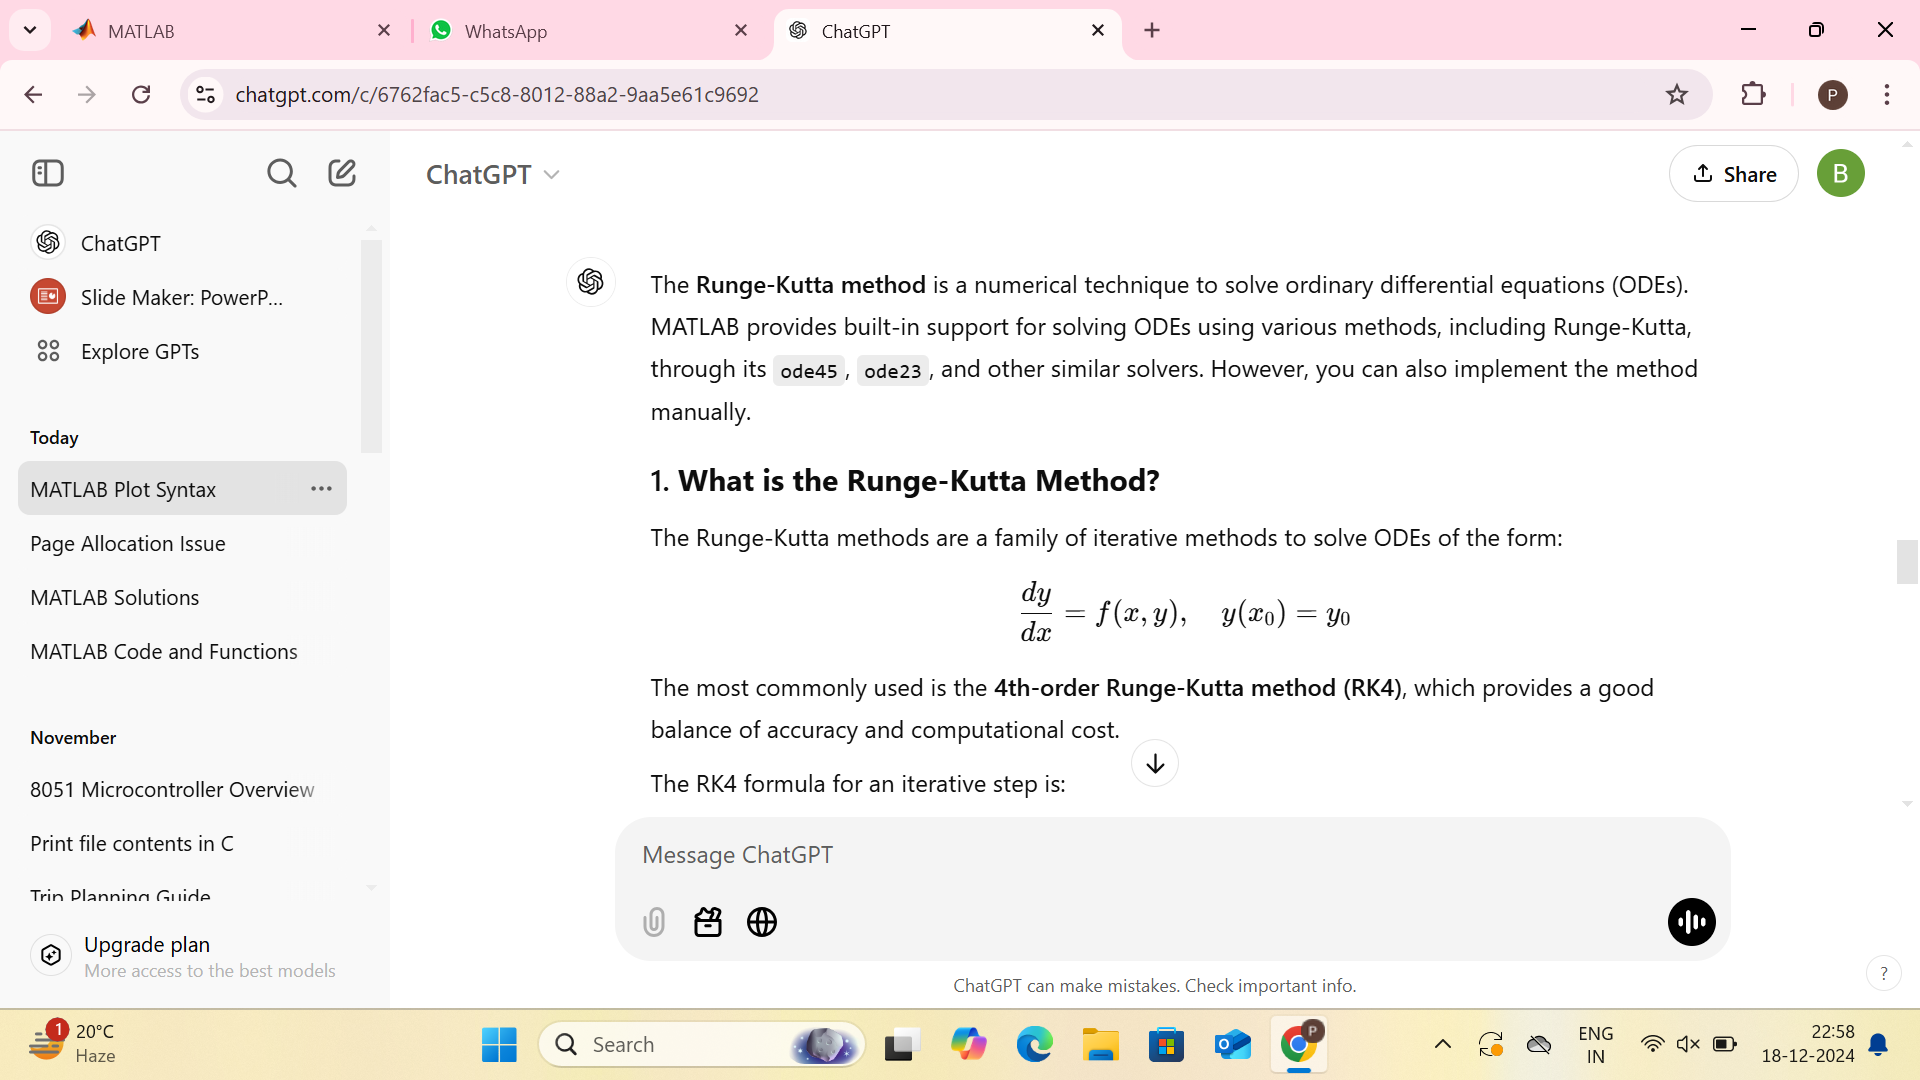 MATLAB
WhatsApp
ChatGPT
chatgpt.com/c/6762fac5-c5c8-8012-88a2-9aa5e61c9692
P
ChatGPT
Share
B
ChatGPT
Slide Maker: PowerP...
Explore GPTs
Today
MATLAB Plot Syntax
Page Allocation Issue
MATLAB Solutions
MATLAB Code and Functions
November
8051 Microcontroller Overview
Print file contents in C
Trip Planning Guide
Upgrade plan
More access to the best models
The Runge-Kutta method is a numerical technique to solve ordinary differential equations (ODEs).
MATLAB provides built-in support for solving ODEs using various methods, including Runge-Kutta,
through its ode45, ode23, and other similar solvers. However, you can also implement the method
manually.
1. What is the Runge-Kutta Method?
The Runge-Kutta methods are a family of iterative methods to solve ODEs of the form:
dy/dx = f(x, y), y(x₀) = y₀
The most commonly used is the 4th-order Runge-Kutta method (RK4), which provides a good
balance of accuracy and computational cost.
The RK4 formula for an iterative step is:
Message ChatGPT
ChatGPT can make mistakes. Check important info.
?
1
20°C
Haze
Search
P
ENG
IN
22:58
18-12-2024